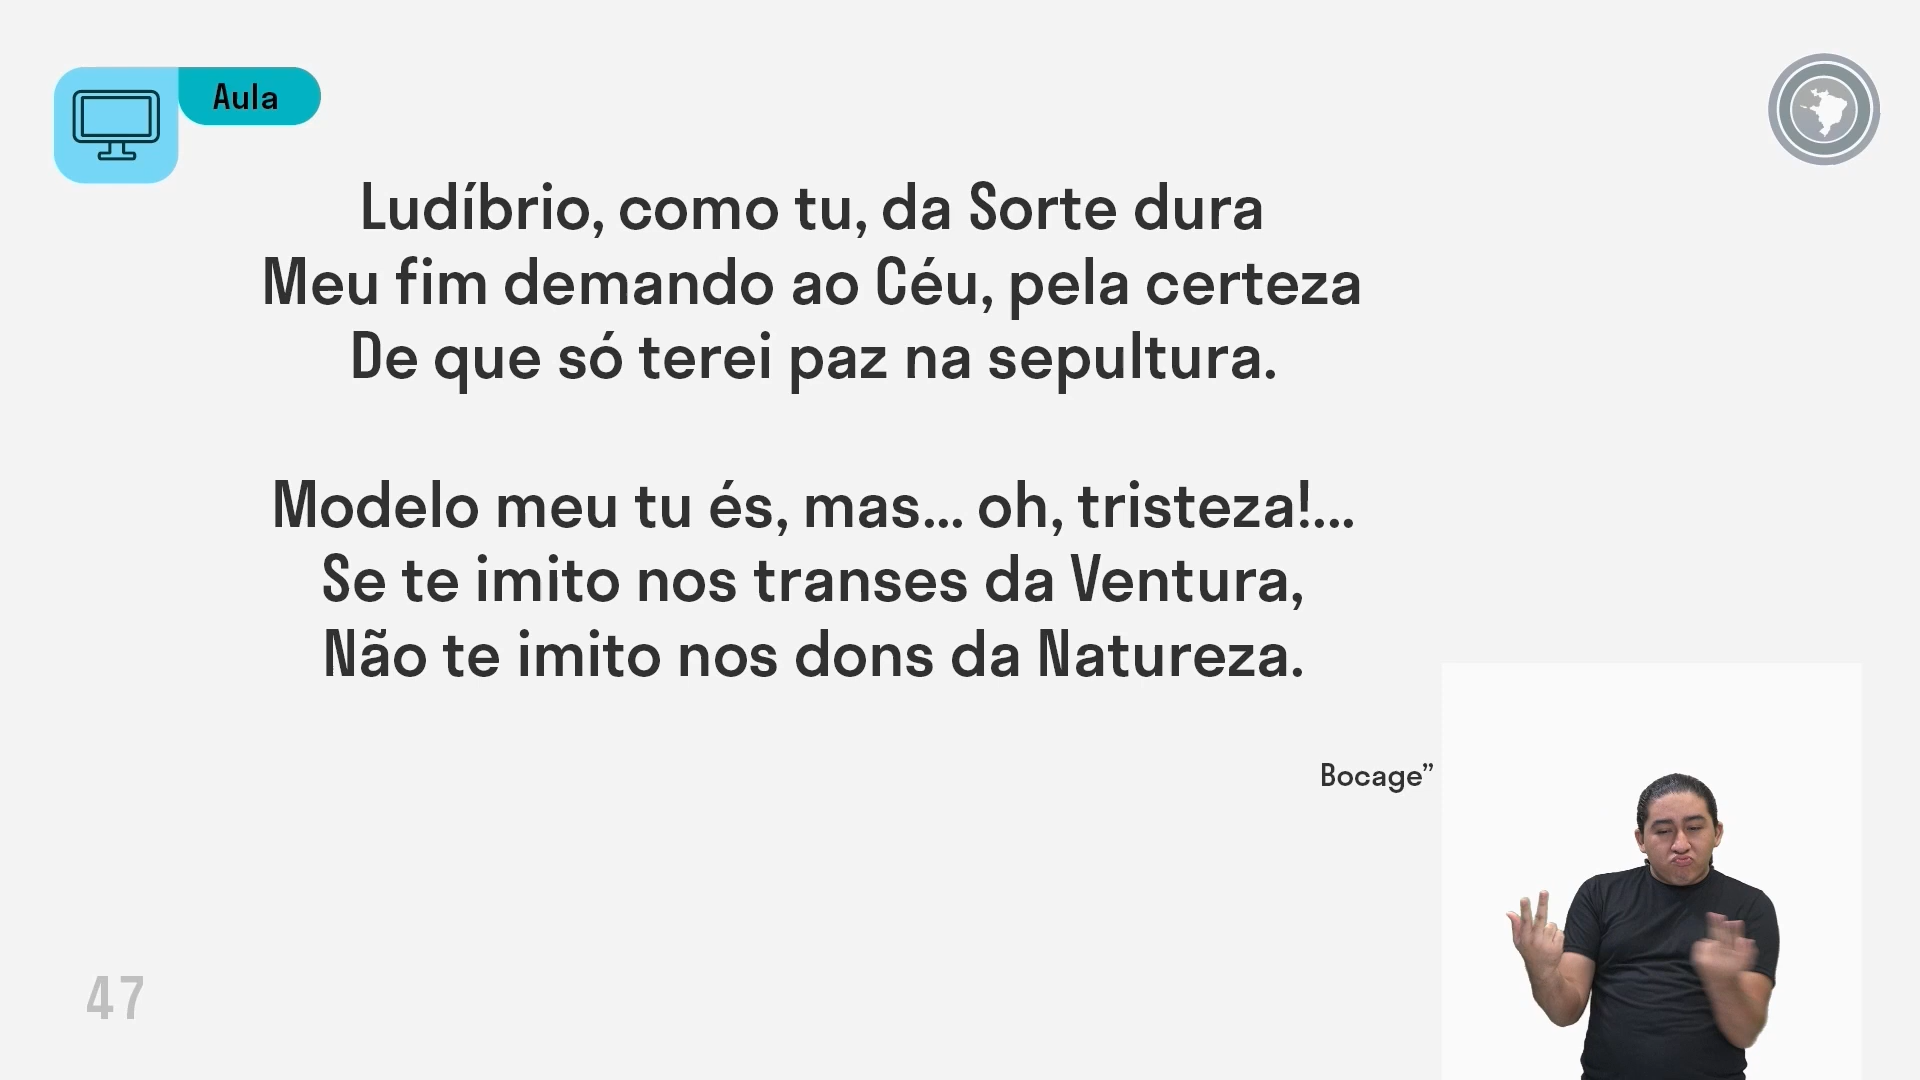 Aula
Ludíbrio, como tu, da Sorte dura
Meu fim demando ao Céu, pela certeza
De que só terei paz na sepultura.
Modelo meu tu és, mas... oh, tristeza!...
Se te imito nos transes da Ventura,
Não te imito nos dons da Natureza.
Bocage”
47